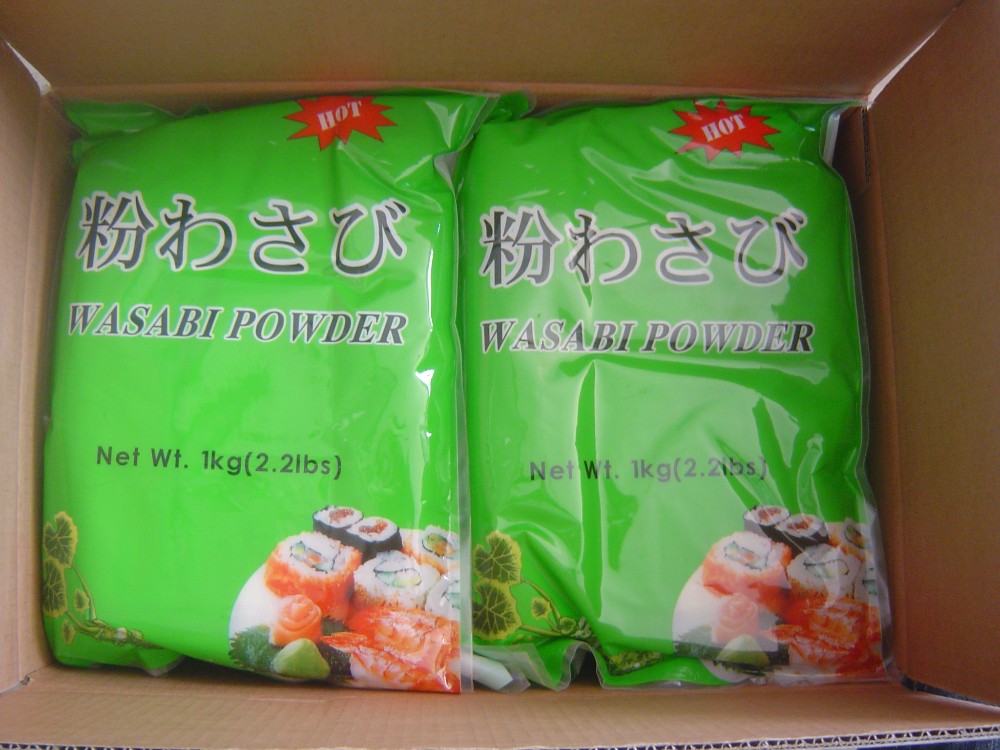 HOT
粉わさび
WASABI POWDER
Net Wt. 1kg(2.2lbs)
HOT
粉わさび
WASABI POWDER
Net Wt. 1kg(2.2lbs)